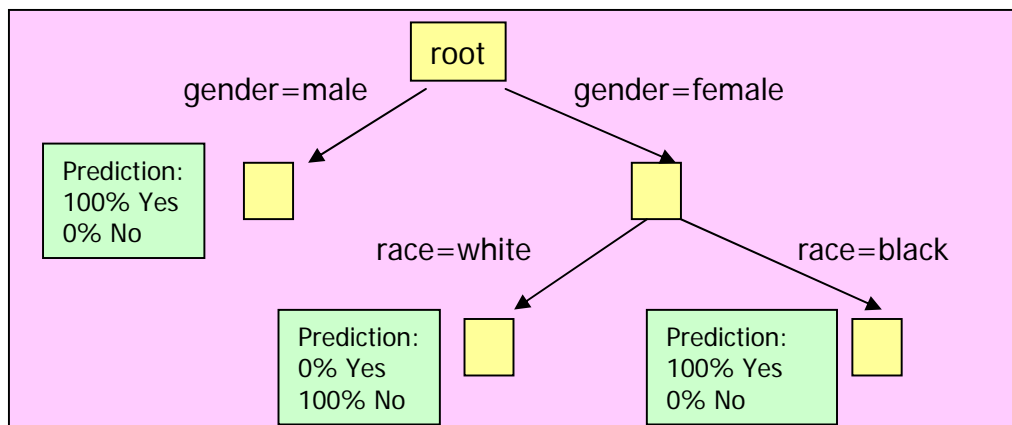 root
gender=male
gender=female
Prediction:
100% Yes
0% No
race=white
race=black
Prediction:
0% Yes
100% No
Prediction:
100% Yes
0% No